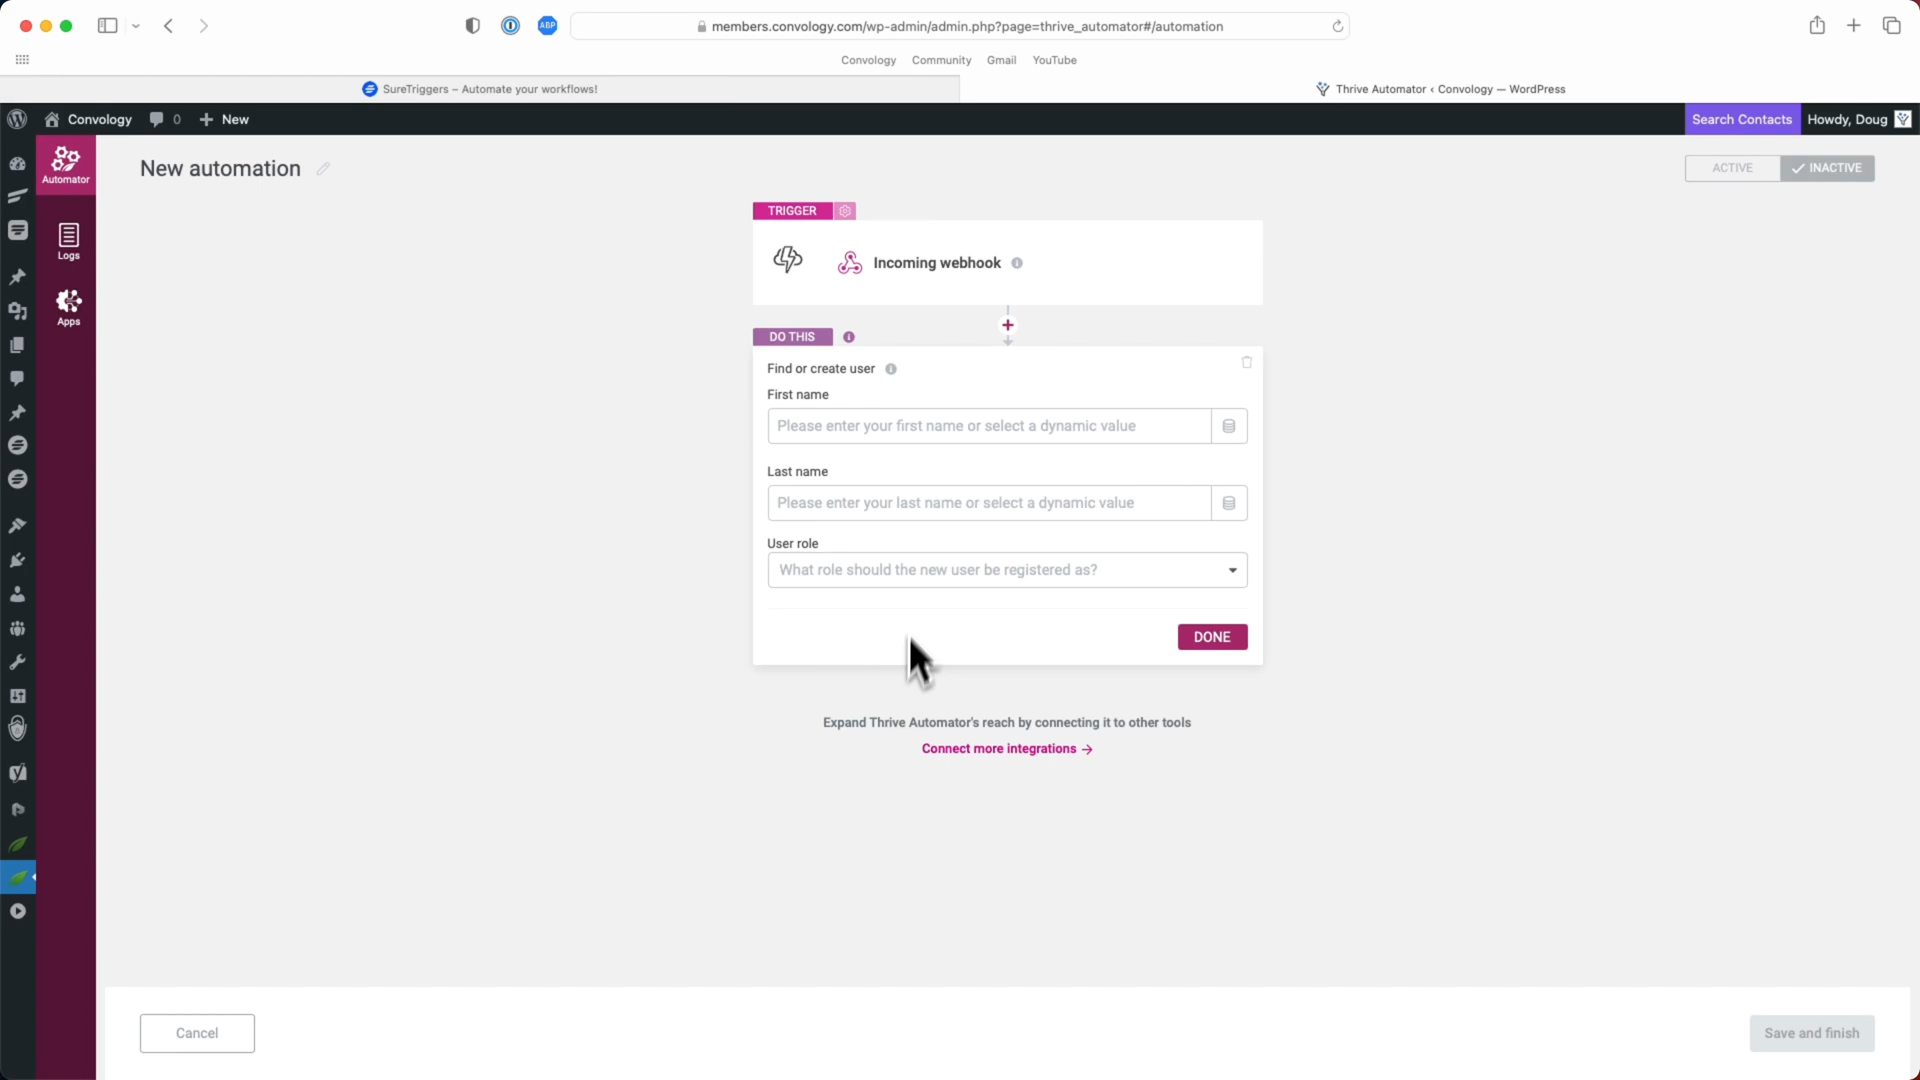 ABP
members.convology.com/wp-admin/admin.php?page=thrive_automator#/automation
Convology Community Gmail YouTube
SureTriggers – Automate your workflows!
Thrive Automator ‹ Convology — WordPress
Convology 0 New
Search Contacts
Howdy, Doug
Automator
Logs
Apps
New automation
ACTIVE
INACTIVE
TRIGGER
Incoming webhook
DO THIS
Find or create user
First name
Please enter your first name or select a dynamic value
Last name
Please enter your last name or select a dynamic value
User role
What role should the new user be registered as?
DONE
Expand Thrive Automator's reach by connecting it to other tools
Connect more integrations →
Cancel
Save and finish